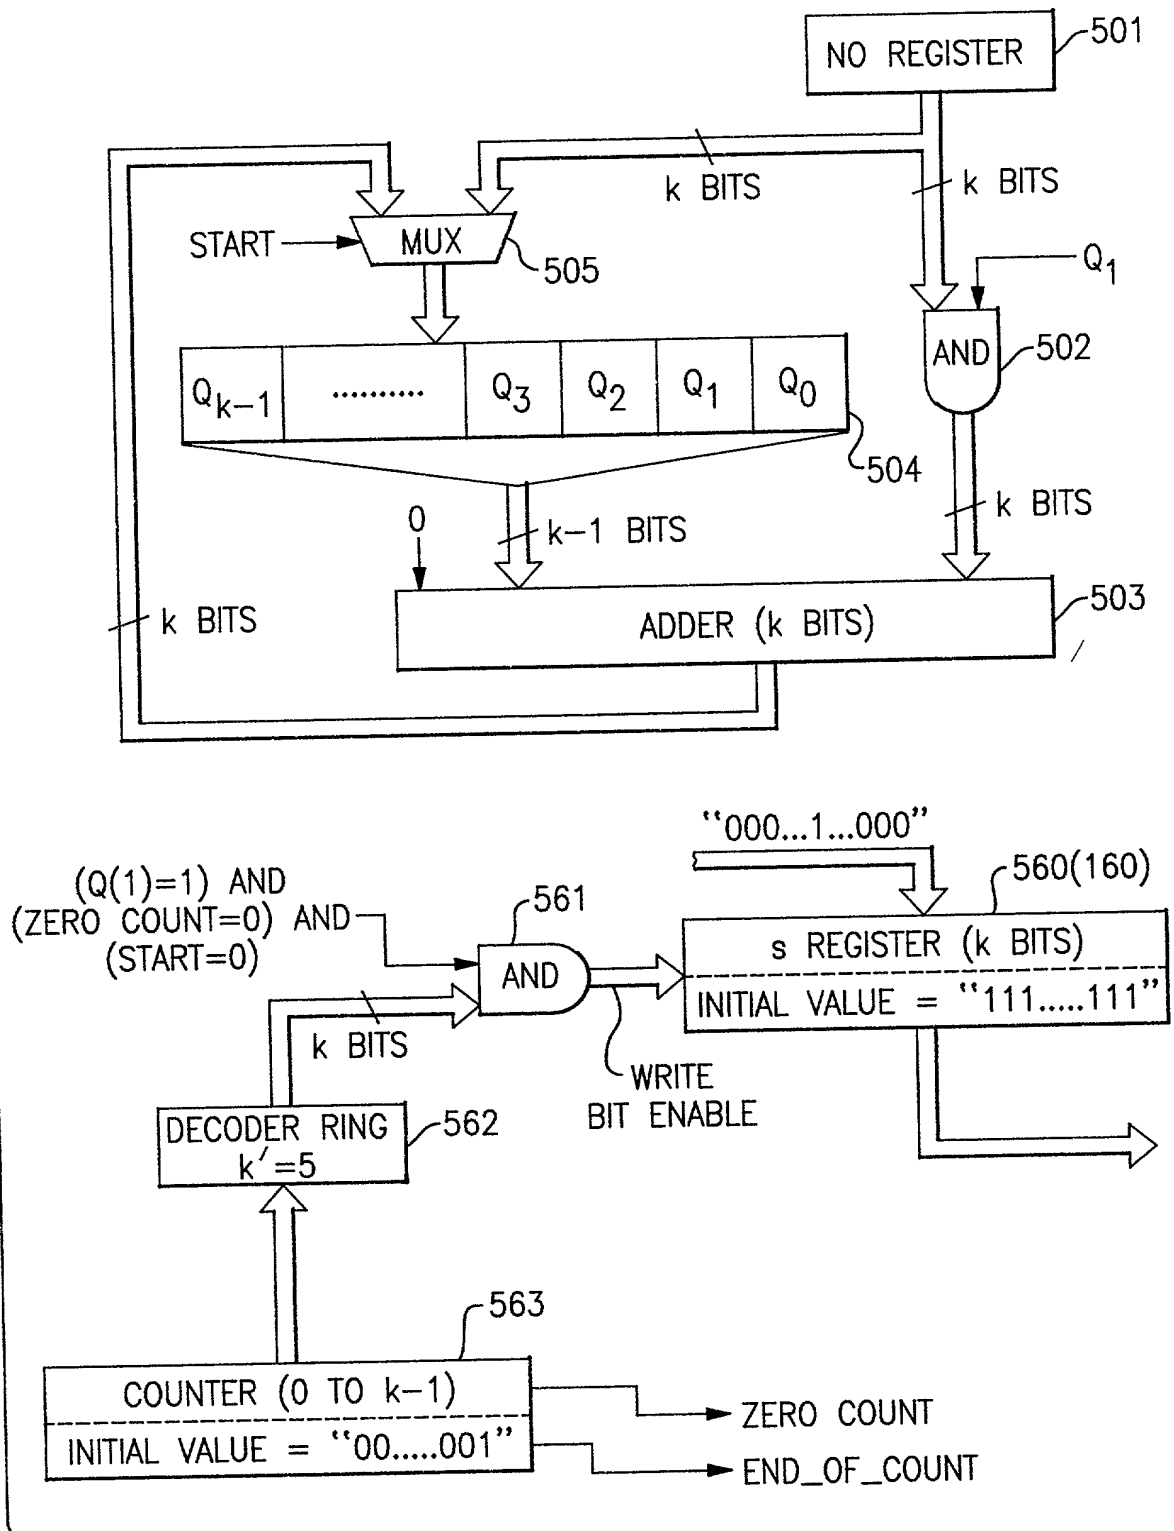 NO REGISTER
501
k BITS
k BITS
START
MUX
505
Q1
AND
502
Qk-1
..........
Q3
Q2
Q1
Q0
504
0
k-1 BITS
k BITS
503
ADDER (k BITS)
k BITS
"000...1...000"
560(160)
(Q(1)=1) AND
(ZERO COUNT=0) AND
(START=0)
561
AND
s REGISTER (k BITS)
INITIAL VALUE = "111.....111"
k BITS
WRITE
BIT ENABLE
DECODER RING
k'=5
562
563
COUNTER (0 TO k-1)
INITIAL VALUE = "00.....001"
ZERO COUNT
END_OF_COUNT